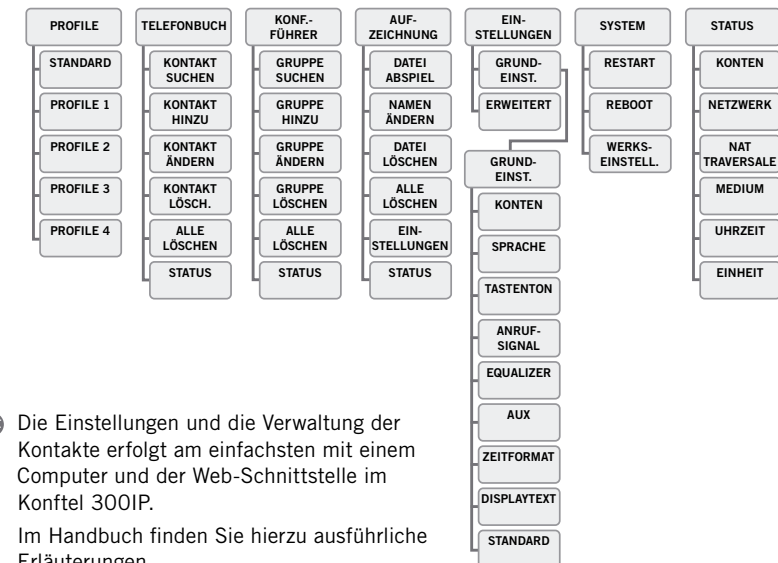 PROFILE
STANDARD
PROFILE 1
PROFILE 2
PROFILE 3
PROFILE 4
TELEFONBUCH
KONTAKT
SUCHEN
KONTAKT
HINZU
KONTAKT
ÄNDERN
KONTAKT
LÖSCH.
ALLE
LÖSCHEN
STATUS
KONF.-
FÜHRER
GRUPPE
SUCHEN
GRUPPE
HINZU
GRUPPE
ÄNDERN
GRUPPE
LÖSCHEN
ALLE
LÖSCHEN
STATUS
AUF-
ZEICHNUNG
DATEI
ABSPIEL
NAMEN
ÄNDERN
DATEI
LÖSCHEN
ALLE
LÖSCHEN
EIN-
STELLUNGEN
STATUS
EIN-
STELLUNGEN
GRUND-
EINST.
ERWEITERT
GRUND-
EINST.
KONTEN
SPRACHE
TASTENTON
ANRUF-
SIGNAL
EQUALIZER
AUX
ZEITFORMAT
DISPLAYTEXT
STANDARD
SYSTEM
RESTART
REBOOT
WERKS-
EINSTELL.
STATUS
KONTEN
NETZWERK
NAT
TRAVERSALE
MEDIUM
UHRZEIT
EINHEIT
Die Einstellungen und die Verwaltung der
Kontakte erfolgt am einfachsten mit einem
Computer und der Web-Schnittstelle im
Konftel 300IP.
Im Handbuch finden Sie hierzu ausführliche
Erläuterungen